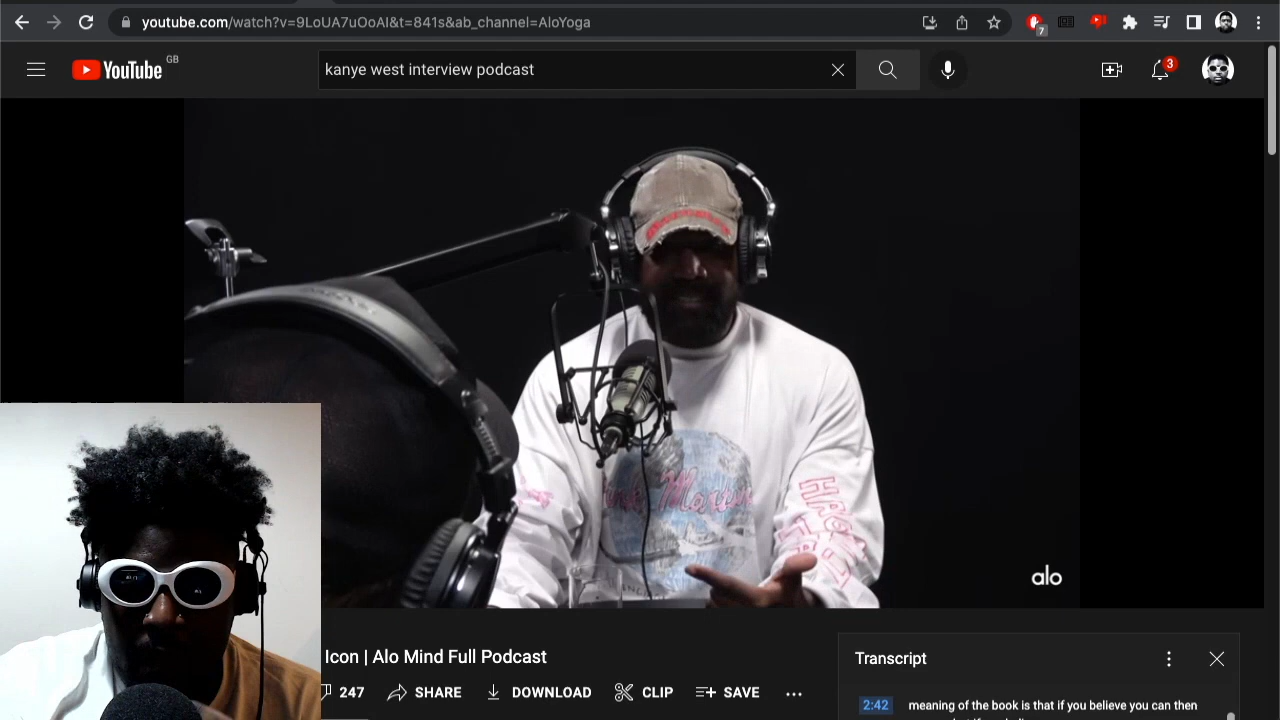 youtube.com/watch?v=9LoUA7uOoAI&t=841s&ab_channel=AloYoga
7
YouTube GB
kanye west interview podcast
3
alo
Icon | Alo Mind Full Podcast
247 SHARE DOWNLOAD CLIP SAVE ...
Transcript
2:42 meaning of the book is that if you believe you can then